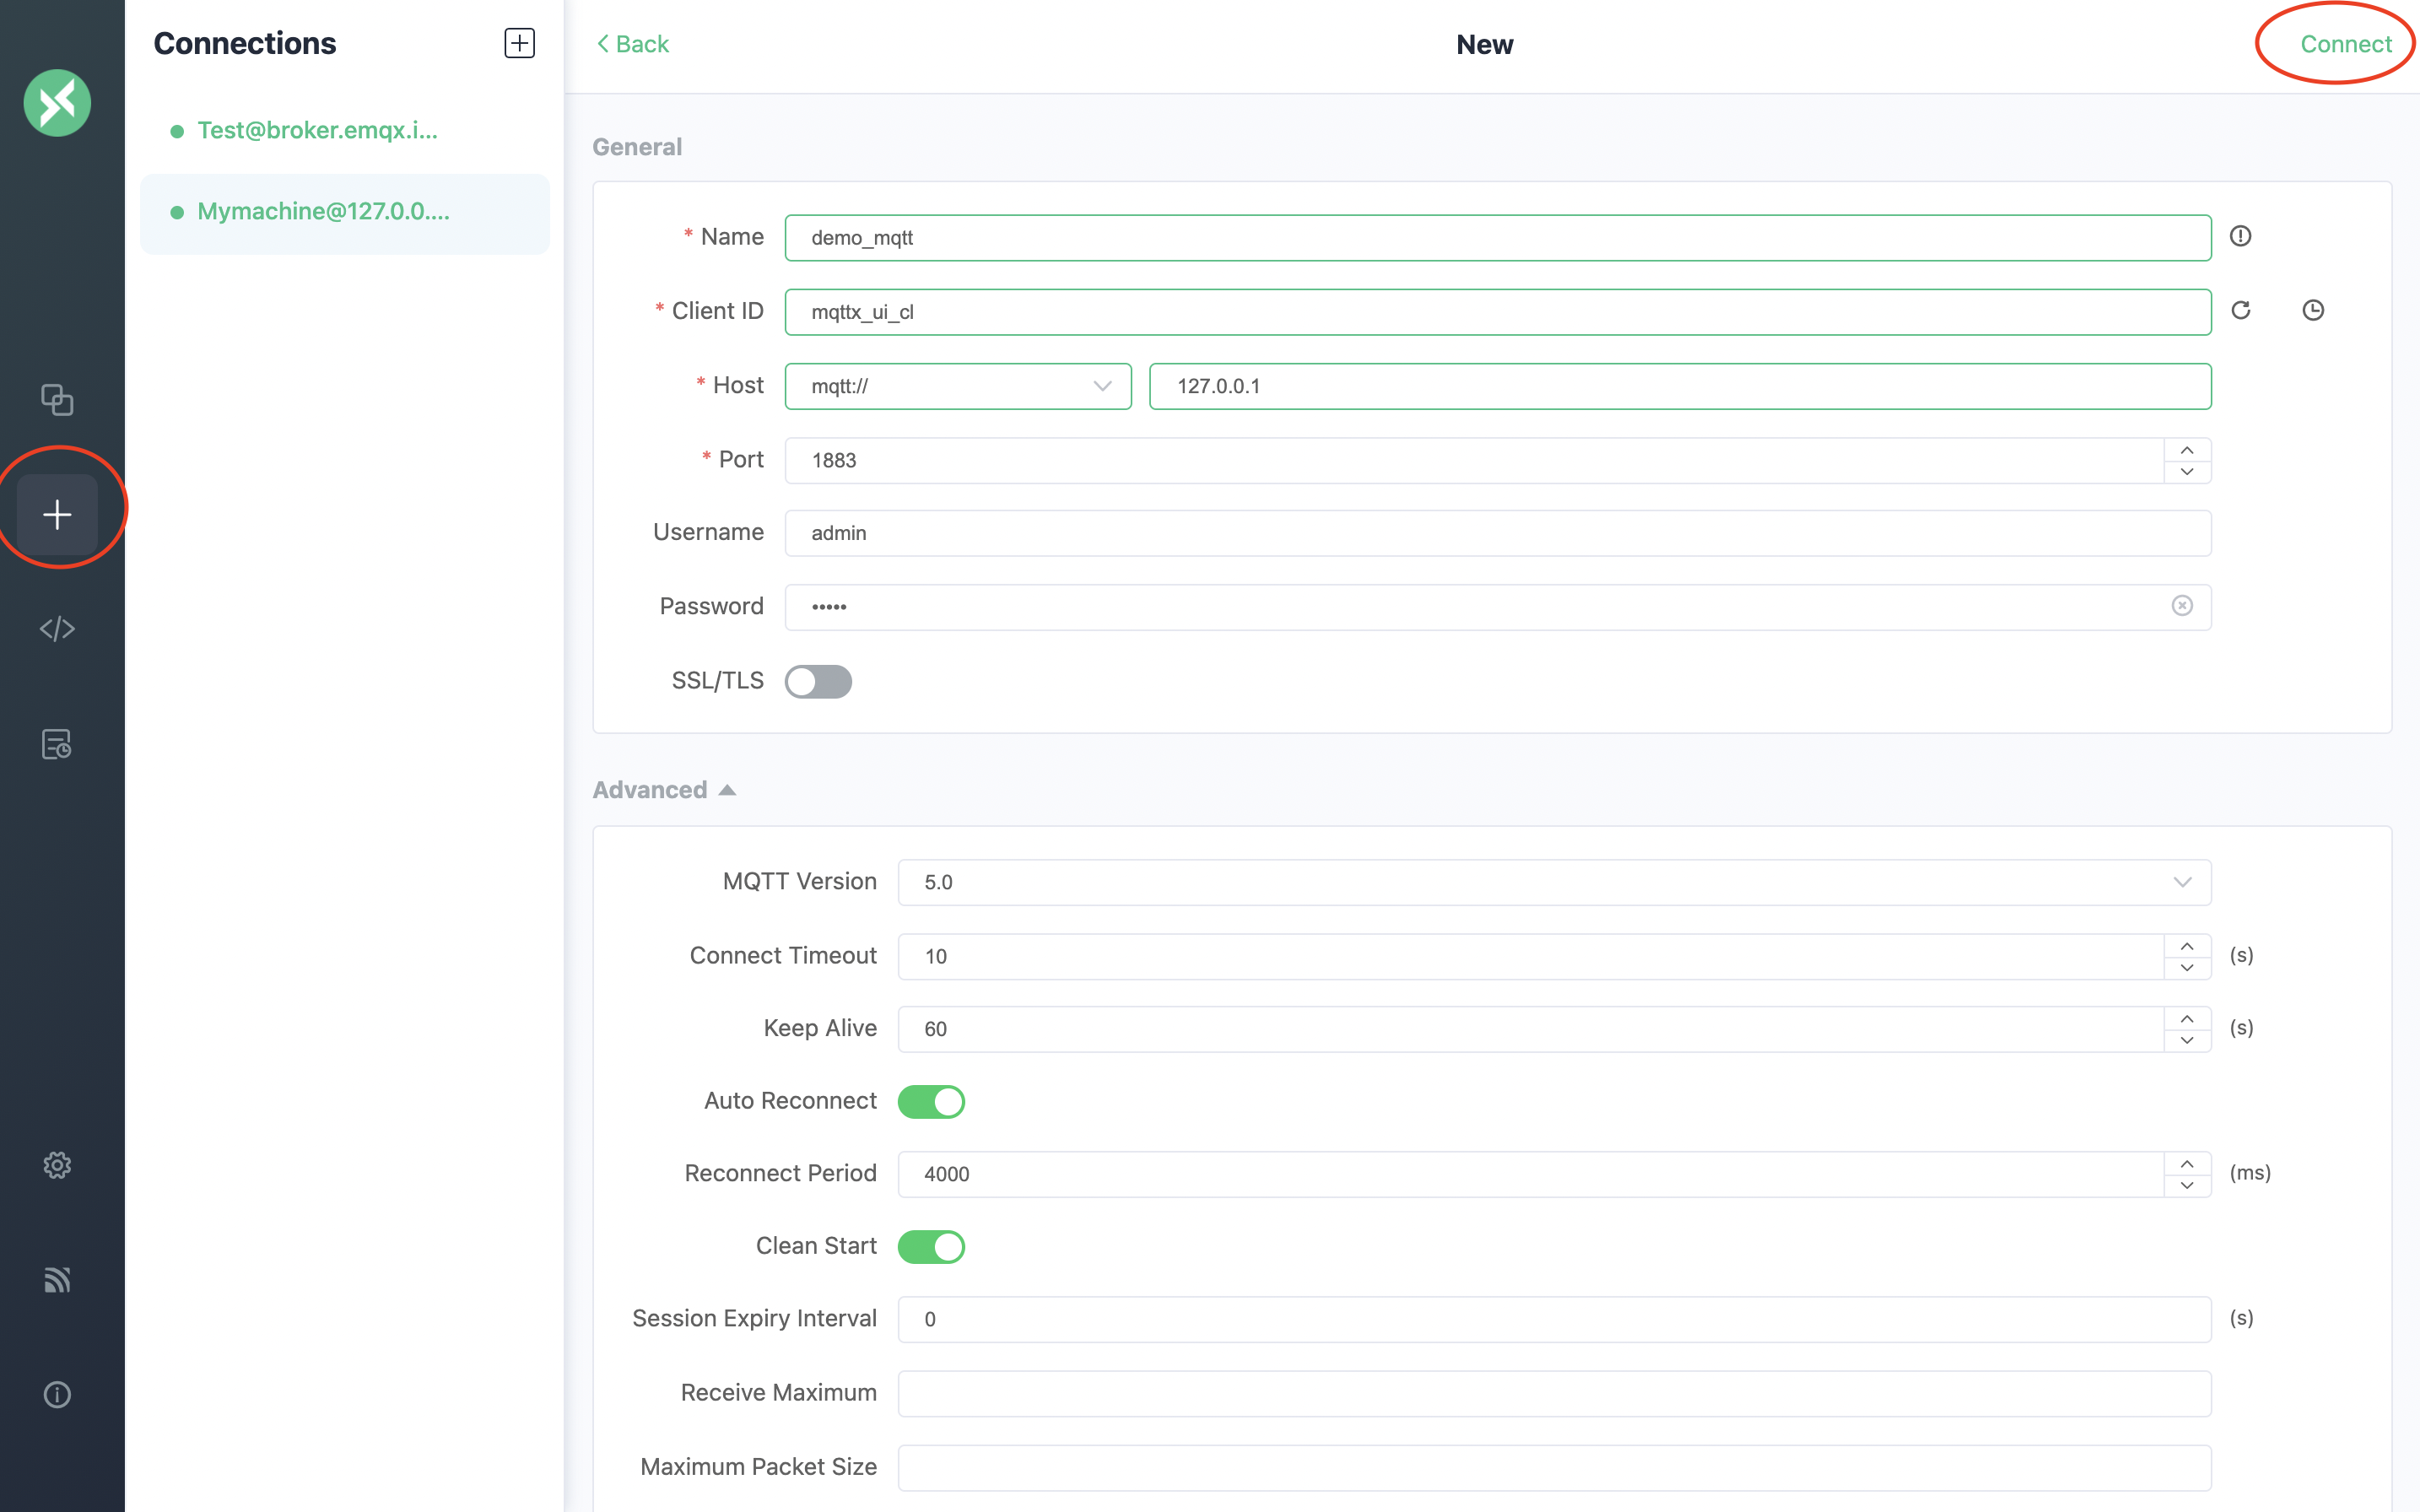 Connections
Test@broker.emqx.i...
Mymachine@127.0.0....
Back
New
Connect
General
* Name
demo_mqtt
* Client ID
mqttx_ui_cl
* Host
mqtt://
127.0.0.1
* Port
1883
Username
admin
Password
•••••
SSL/TLS
Advanced
MQTT Version
5.0
Connect Timeout
10
(s)
Keep Alive
60
(s)
Auto Reconnect
Reconnect Period
4000
(ms)
Clean Start
Session Expiry Interval
0
(s)
Receive Maximum
Maximum Packet Size